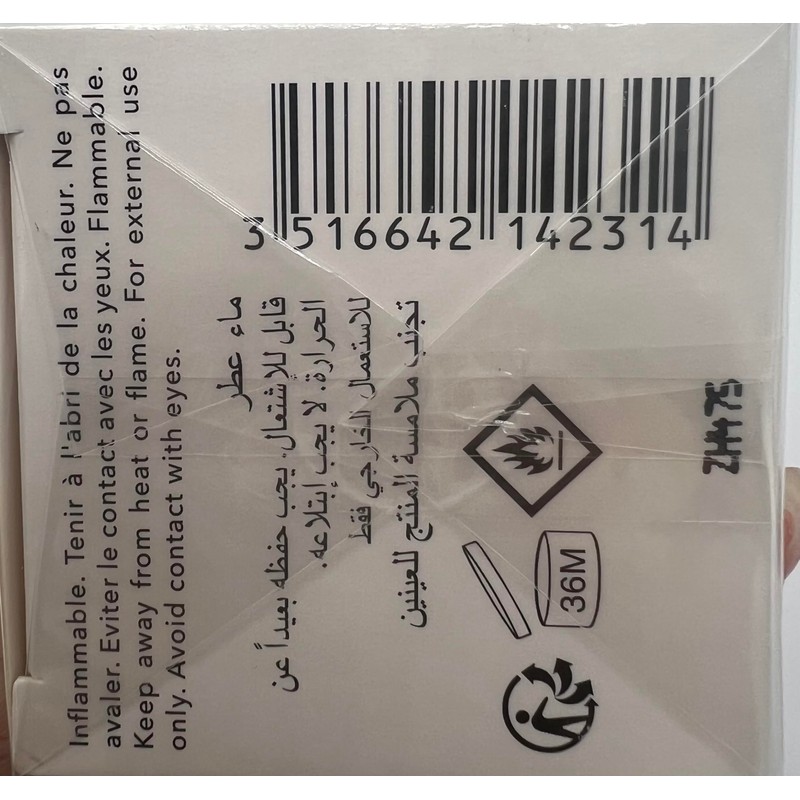 Inflammable. Tenir à l'abri de la chaleur. Ne pas
avaler. Eviter le contact avec les yeux. Flammable.
Keep away from heat or flame. For external use
only. Avoid contact with eyes.
3 516642 142314
ماء عطر
قابل للإشتعال. يجب حفظه بعيداً عن
الحرارة. لا يجب إبتلاعه.
للاستعمال الخارجي فقط
تجنب ملامسة المنتج للعينين
36M